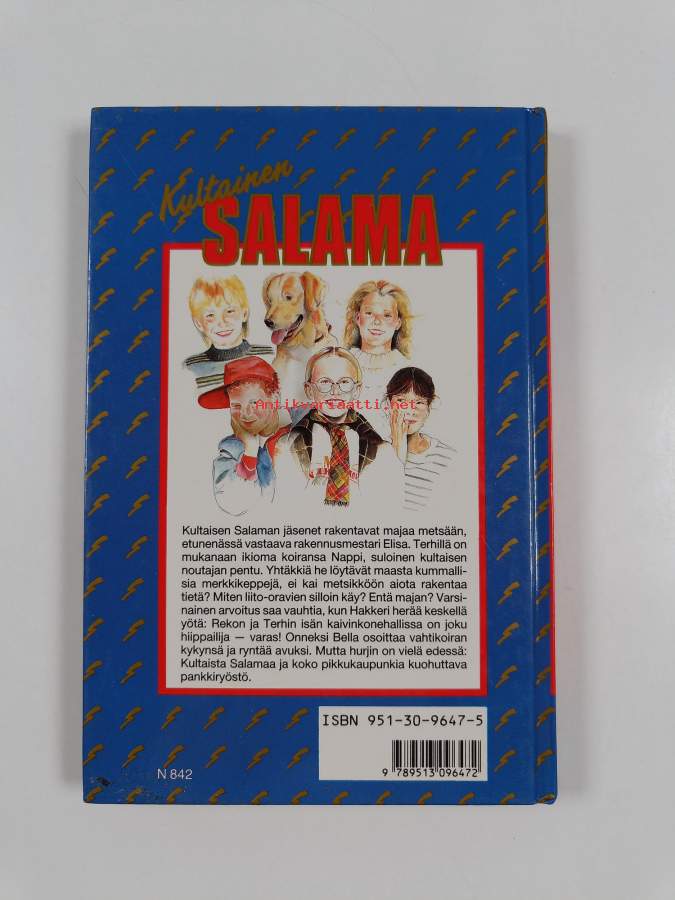 Kultainen
SALAMA
Antikvariaatti.net
Kultaisen Salaman jäsenet rakentavat majaa metsään,
etunenässä vastaava rakennusmestari Elisa. Terhillä on
mukanaan ikioma koiransa Nappi, suloinen kultaisen
noutajan pentu. Yhtäkkiä he löytävät maasta kummalli-
sia merkkikeppejä, ei kai metsikköön aiota rakentaa
tietä? Miten liito-oravien silloin käy? Entä majan? Varsi-
nainen arvoitus saa vauhtia, kun Hakkeri herää keskellä
yötä: Rekon ja Terhin isän kaivinkonehallissa on joku
hiippailija — varas! Onneksi Bella osoittaa vahtikoiran
kykynsä ja ryntää avuksi. Mutta hurjin on vielä edessä:
Kultaista Salamaa ja koko pikkukaupunkia kuohuttava
pankkiryöstö.
ISBN 951-30-9647-5
9 789513 096472
N 842